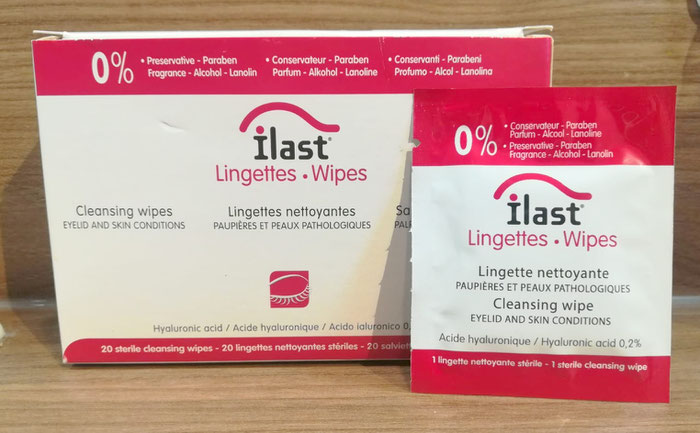 0%
• Preservative - Paraben
Fragrance - Alcohol - Lanolin
• Conservateur - Paraben
Parfum - Alkohol - Lanoline
• Conservanti - Parabeni
Profumo - Alcol - Lanolina
ilast®
Lingettes • Wipes
Cleansing wipes
EYELID AND SKIN CONDITIONS
Lingettes nettoyantes
PAUPIÈRES ET PEAUX PATHOLOGIQUES
Hyaluronic acid / Acide hyaluronique / Acido ialuronico
20 sterile cleansing wipes - 20 lingettes nettoyantes stériles - 20
0%
• Conservateur - Paraben
Parfum - Alcool - Lanoline
• Preservative - Paraben
Fragrance - Alcohol - Lanolin
ilast®
Lingettes • Wipes
Lingette nettoyante
PAUPIÈRES ET PEAUX PATHOLOGIQUES
Cleansing wipe
EYELID AND SKIN CONDITIONS
Acide hyaluronique / Hyaluronic acid 0,2%
1 lingette nettoyante stérile - 1 sterile cleansing wipe